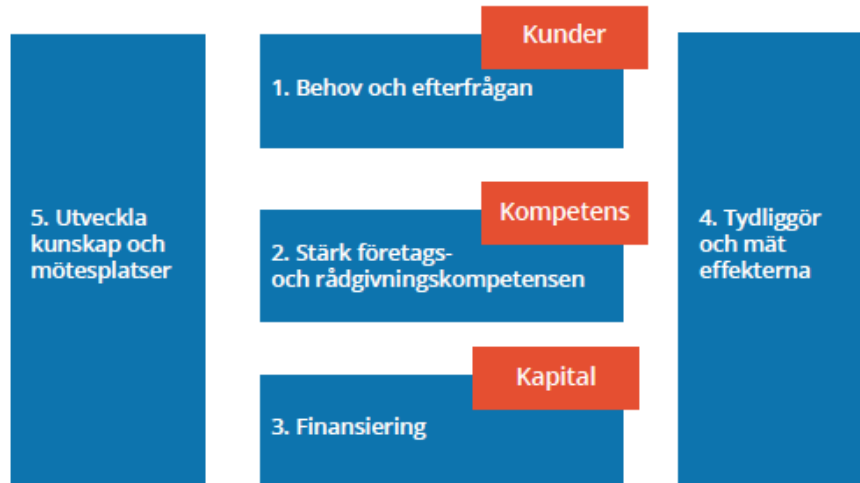 Kunder
1. Behov och efterfrågan
Kompetens
2. Stärk företags-
och rådgivningskompetensen
Kapital
3. Finansiering
4. Tydliggör
och mät
effekterna
5. Utveckla
kunskap och
mötesplatser